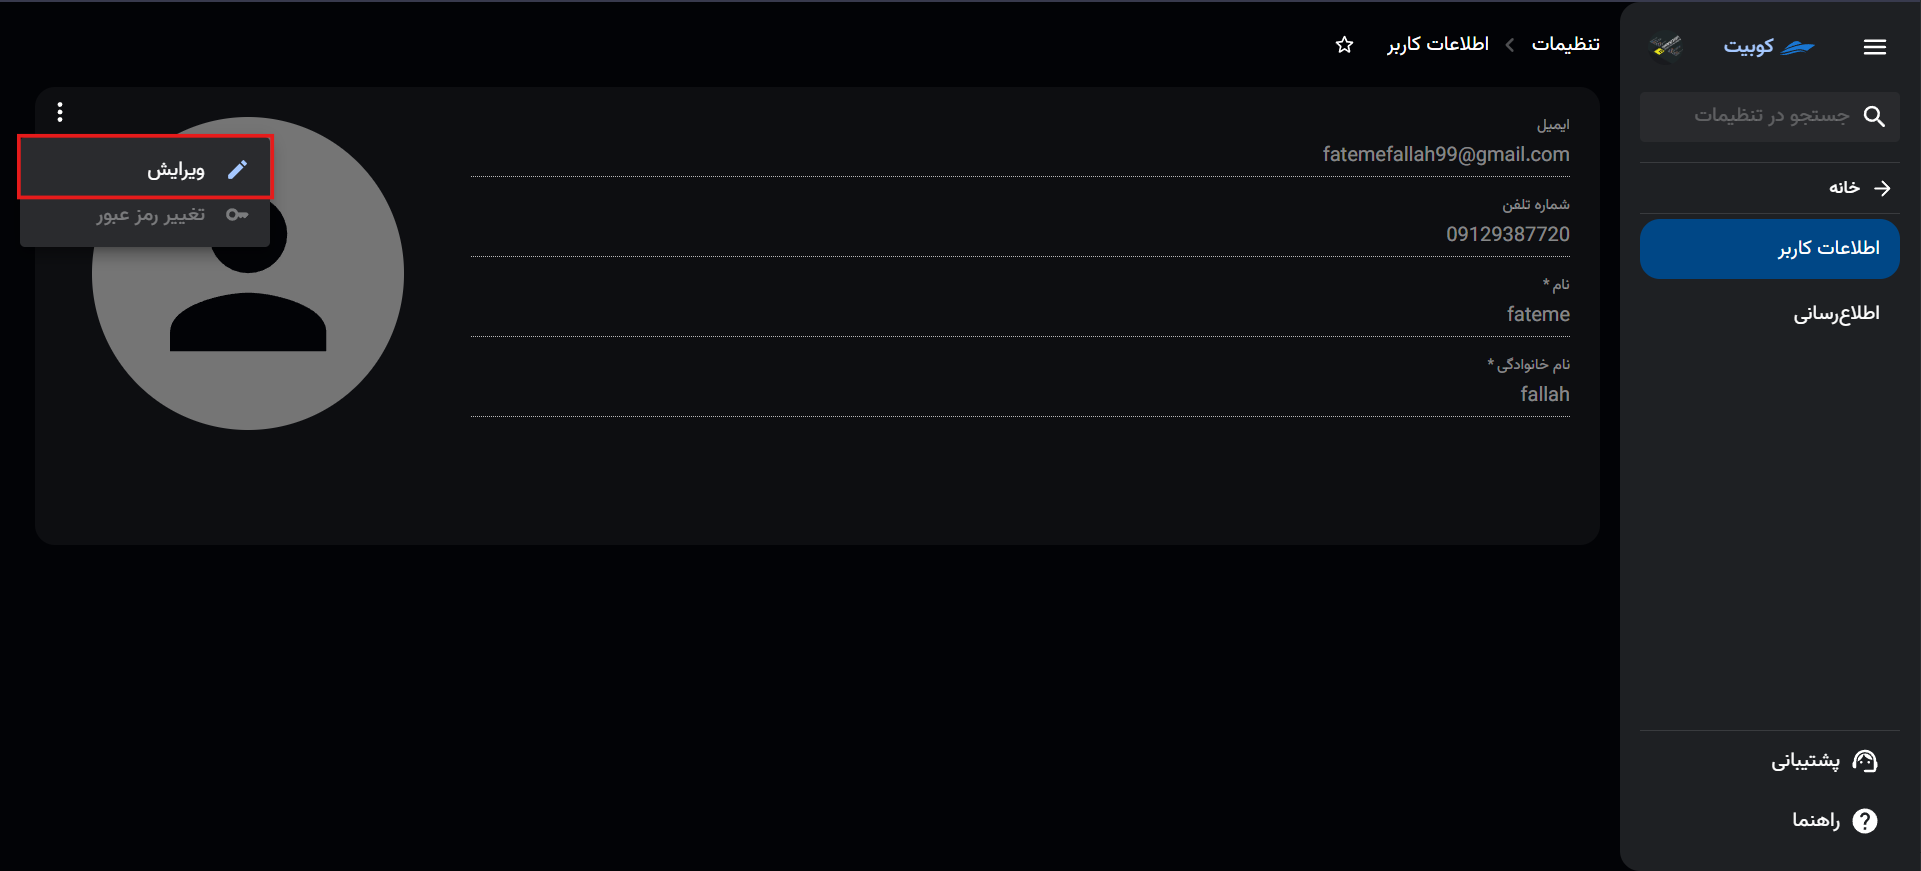 کوبیت
جستجو در تنظیمات
خانه
اطلاعات کاربر
اطلاع‌رسانی
پشتیبانی
راهنما
تنظیمات
اطلاعات کاربر
ایمیل
fatemefallah99@gmail.com
شماره تلفن
09129387720
نام *
fateme
نام خانوادگی *
fallah
ویرایش
تغییر رمز عبور